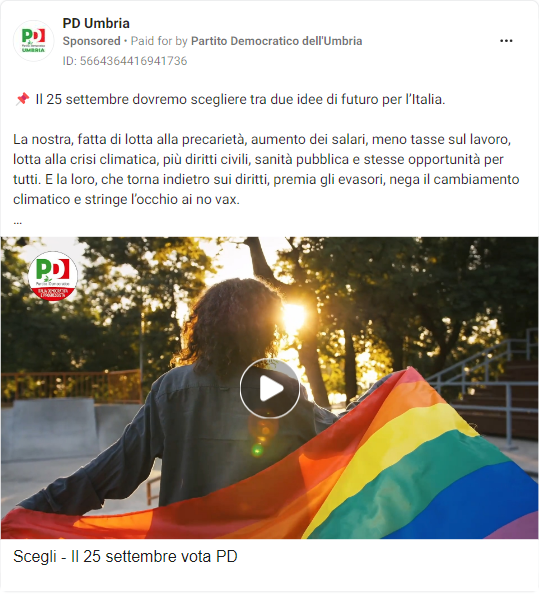 PD Umbria
Sponsored • Paid for by Partito Democratico dell'Umbria
ID: 5664364416941736
PD
Partito Democratico
UMBRIA
📌 Il 25 settembre dovremo scegliere tra due idee di futuro per l’Italia.
La nostra, fatta di lotta alla precarietà, aumento dei salari, meno tasse sul lavoro,
lotta alla crisi climatica, più diritti civili, sanità pubblica e stesse opportunità per
tutti. E la loro, che torna indietro sui diritti, premia gli evasori, nega il cambiamento
climatico e stringe l’occhio ai no vax.
...
PD
Partito Democratico
ITALIA DEMOCRATICA
E PROGRESSISTA
Scegli - Il 25 settembre vota PD